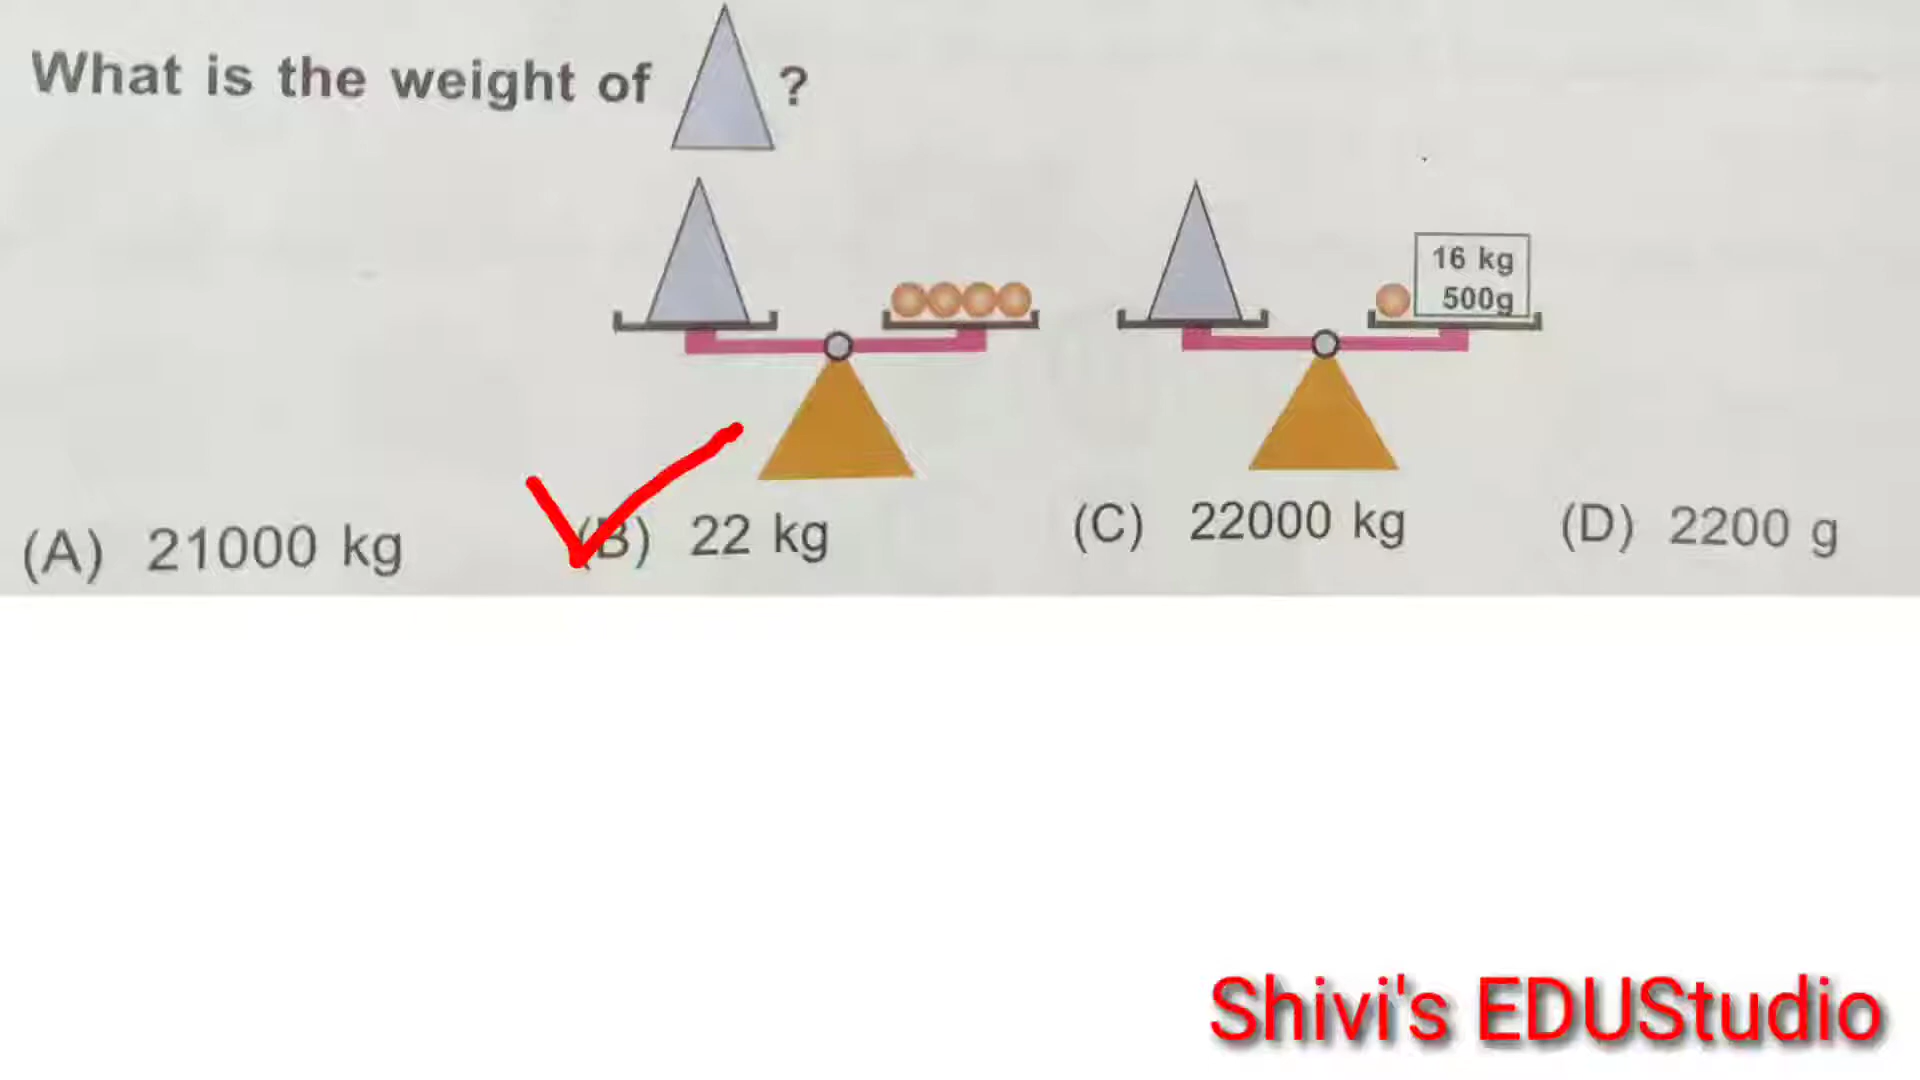 What is the weight of ?
16 kg
500g
(A) 21000 kg (B) 22 kg (C) 22000 kg (D) 2200 g
Shivi's EDUStudio